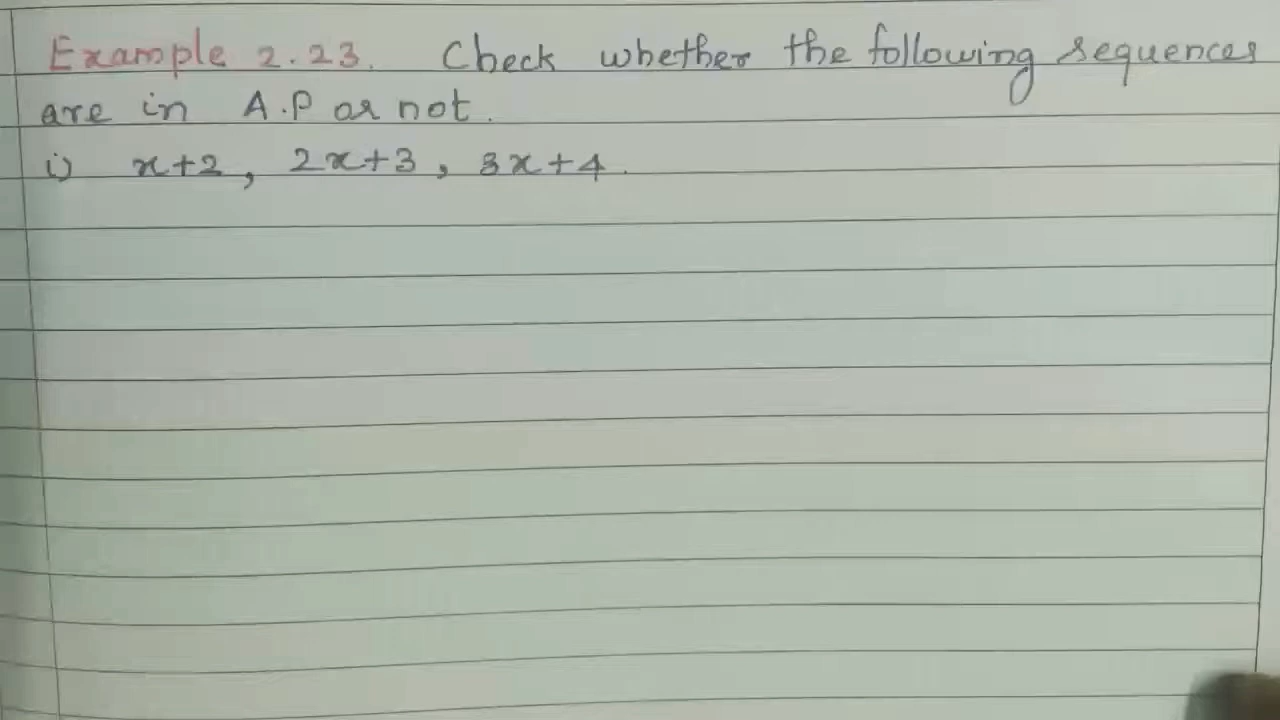 Example 2.23. Check whether the following sequences
are in A.P or not.
i) x+2, 2x+3, 3x+4.